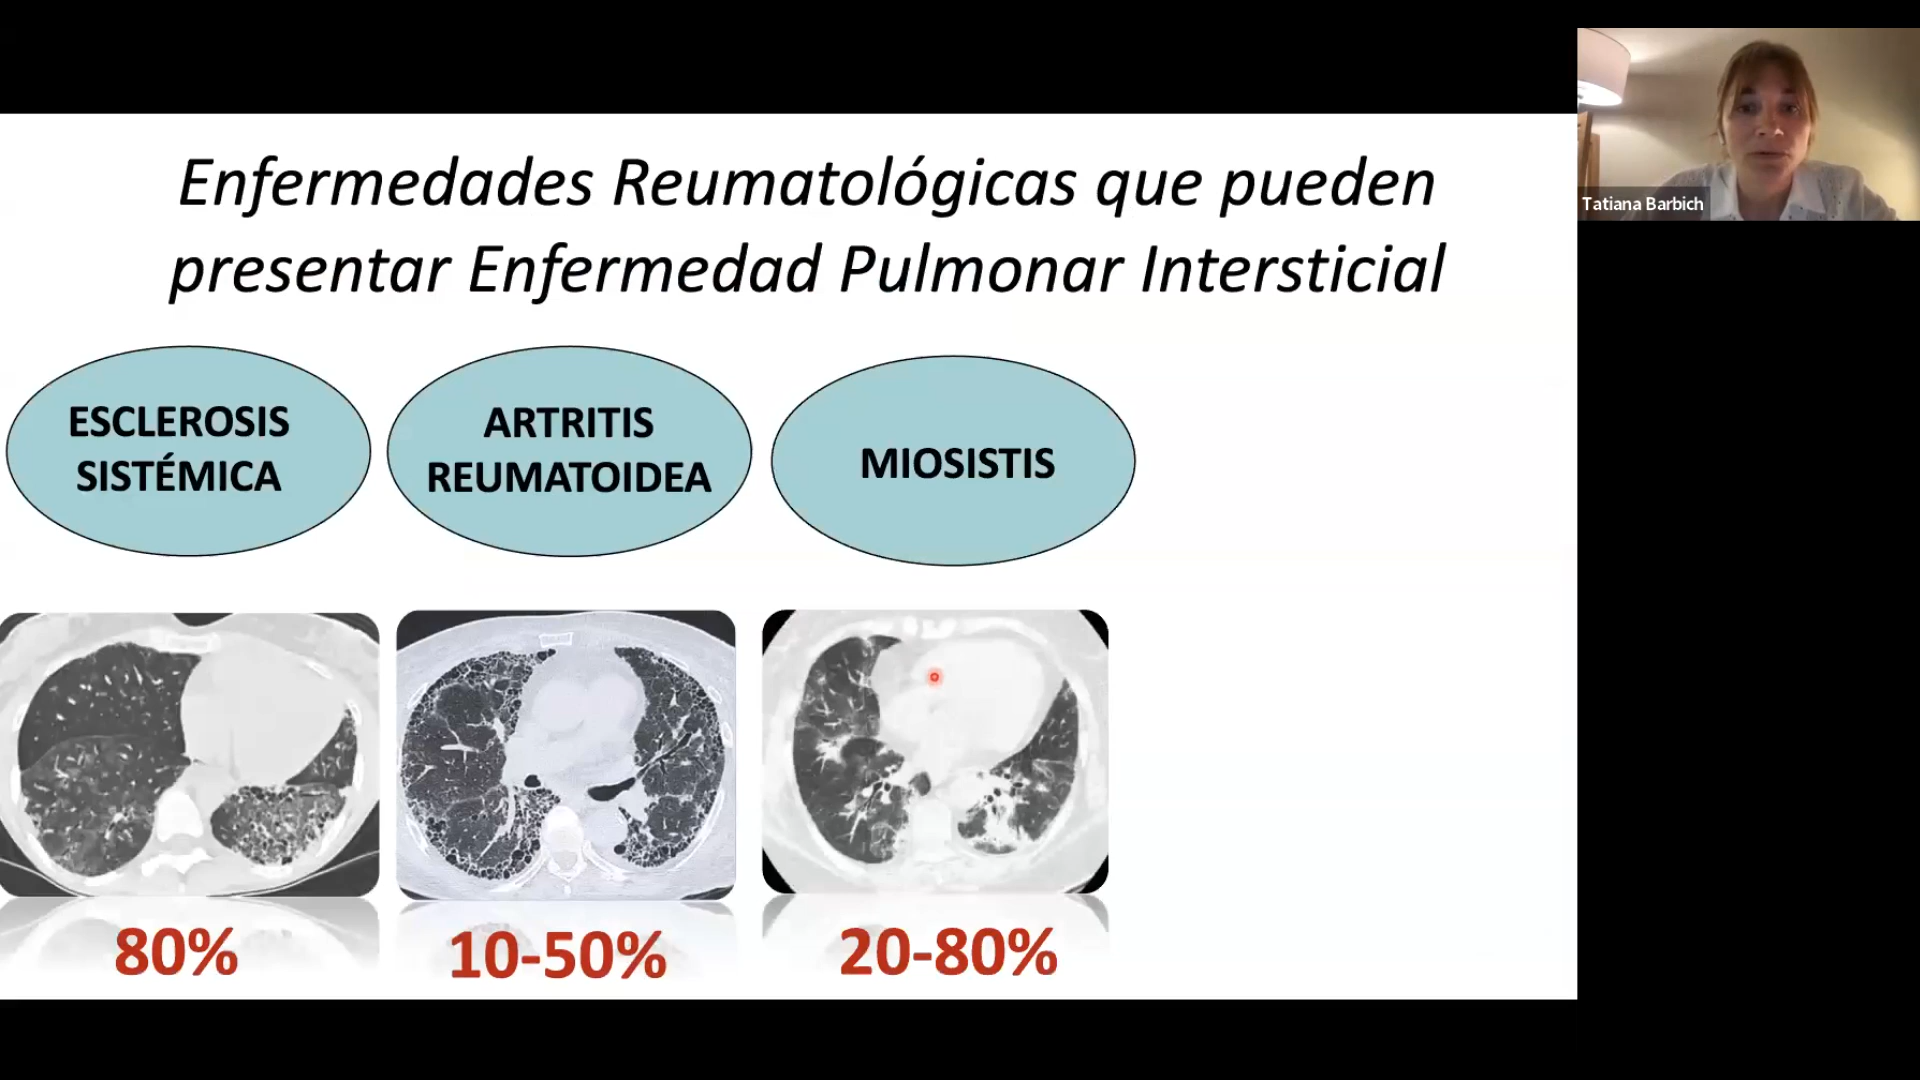 Enfermedades Reumatológicas que pueden
presentar Enfermedad Pulmonar Intersticial
Tatiana Barbich
ESCLEROSIS
SISTÉMICA
ARTRITIS
REUMATOIDEA
MIOSISTIS
80%
10-50%
20-80%